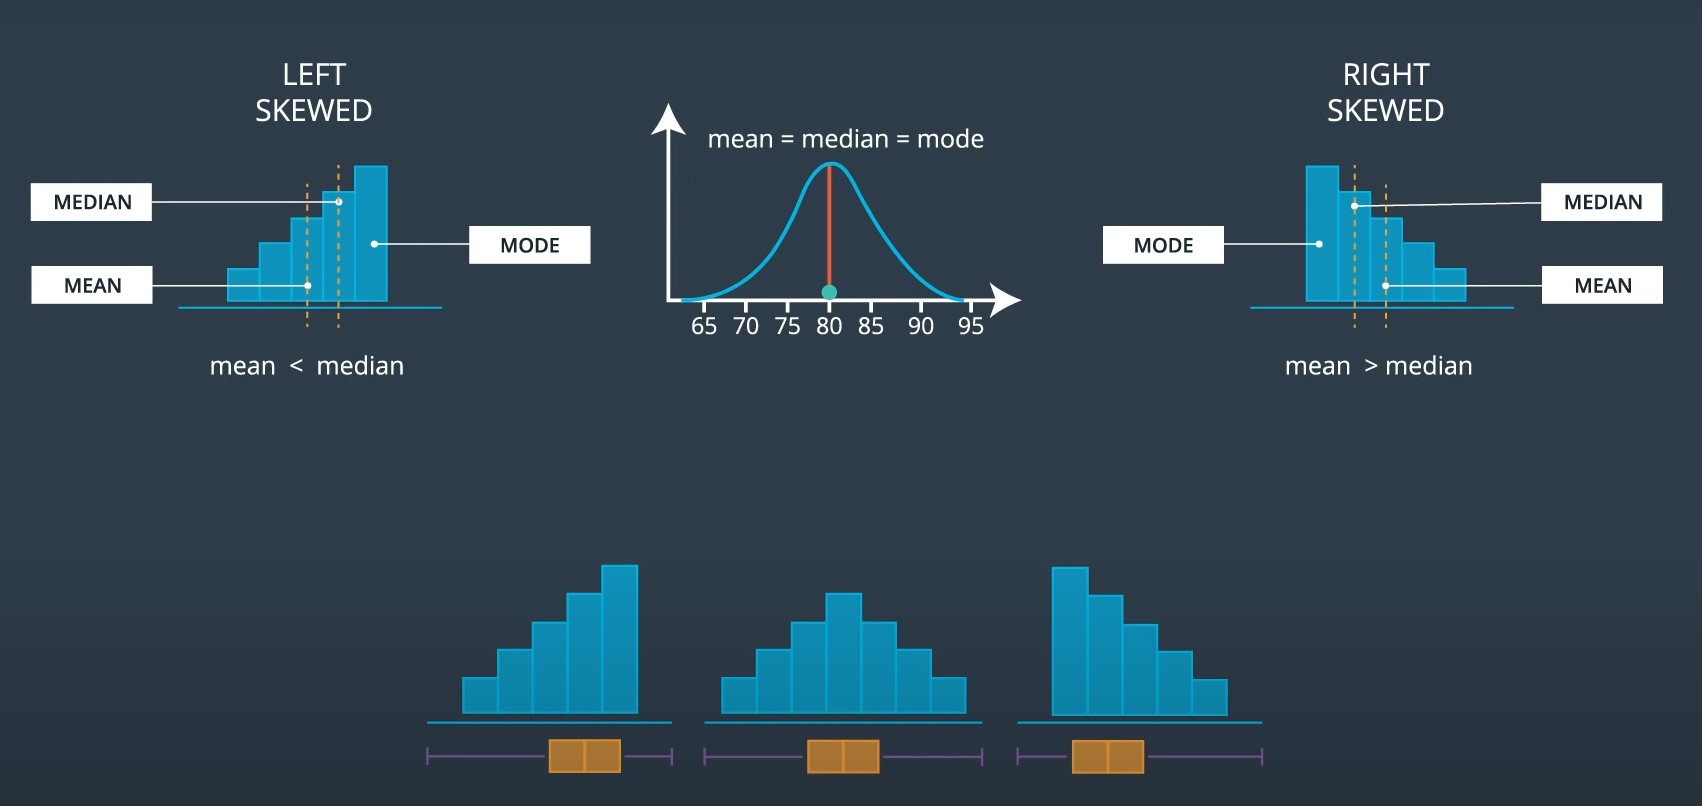 LEFT
SKEWED
MEDIAN
MEAN
MODE
mean < median
mean = median = mode
65 70 75 80 85 90 95
RIGHT
SKEWED
MODE
MEDIAN
MEAN
mean > median